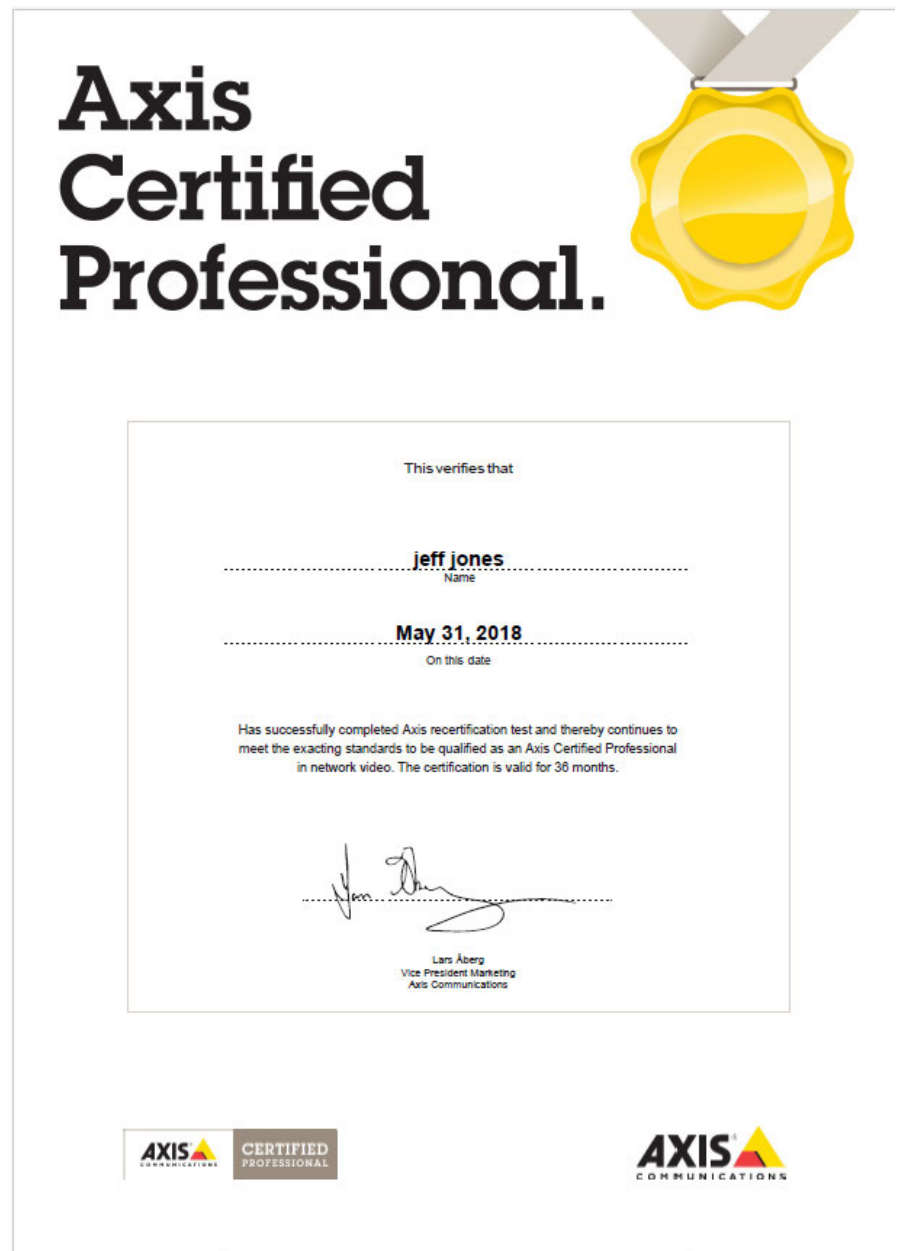 Axis
Certified
Professional.
This verifies that
jeff jones
Name
May 31, 2018
On this date
Has successfully completed Axis recertification test and thereby continues to
meet the exacting standards to be qualified as an Axis Certified Professional
in network video. The certification is valid for 36 months.
Lars Åberg
Vice President Marketing
Axis Communications
AXIS
COMMUNICATIONS
CERTIFIED
PROFESSIONAL
AXIS
COMMUNICATIONS